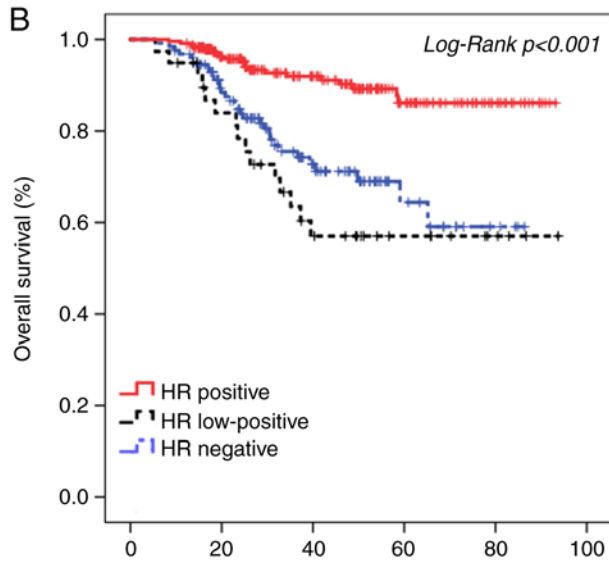 B
Log-Rank p<0.001
Overall survival (%)
1.0
0.8
0.6
0.4
0.2
0.0
HR positive
HR low-positive
HR negative
0 20 40 60 80 100